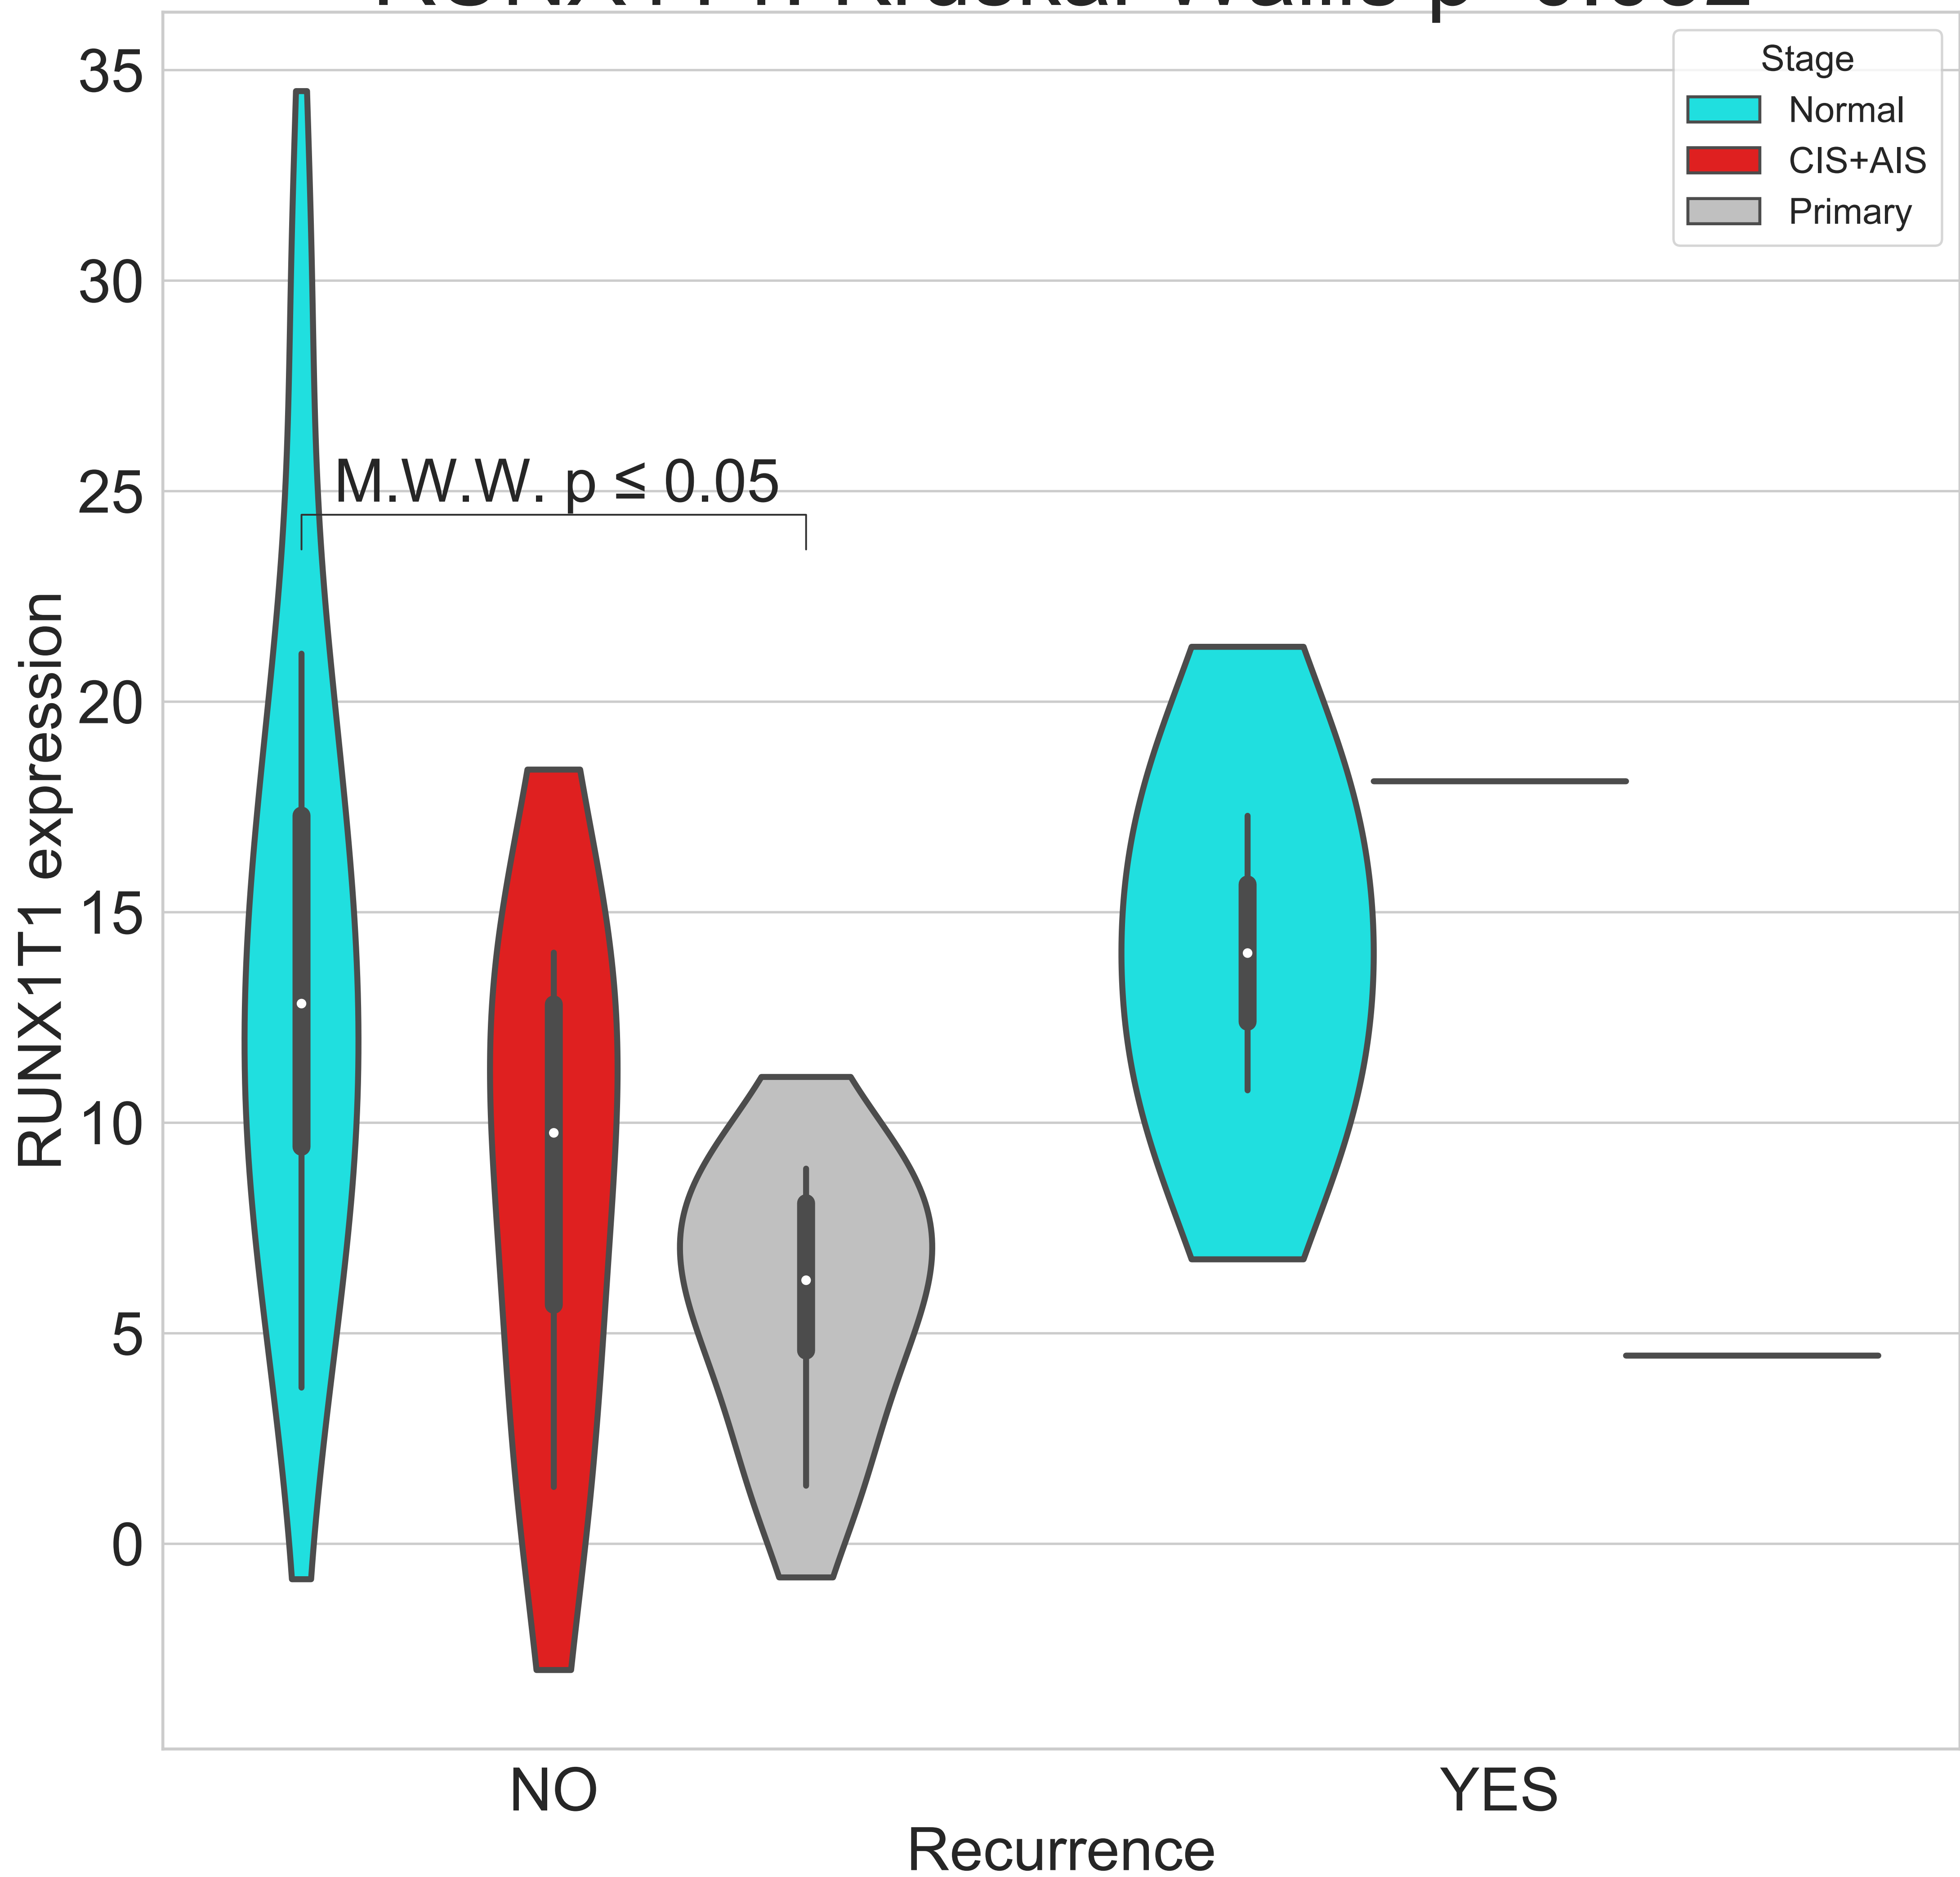 35
30
25
20
15
10
5
0
RUNX1T1 expression
M.W.W. p ≤ 0.05
Stage
Normal
CIS+AIS
Primary
NO
YES
Recurrence